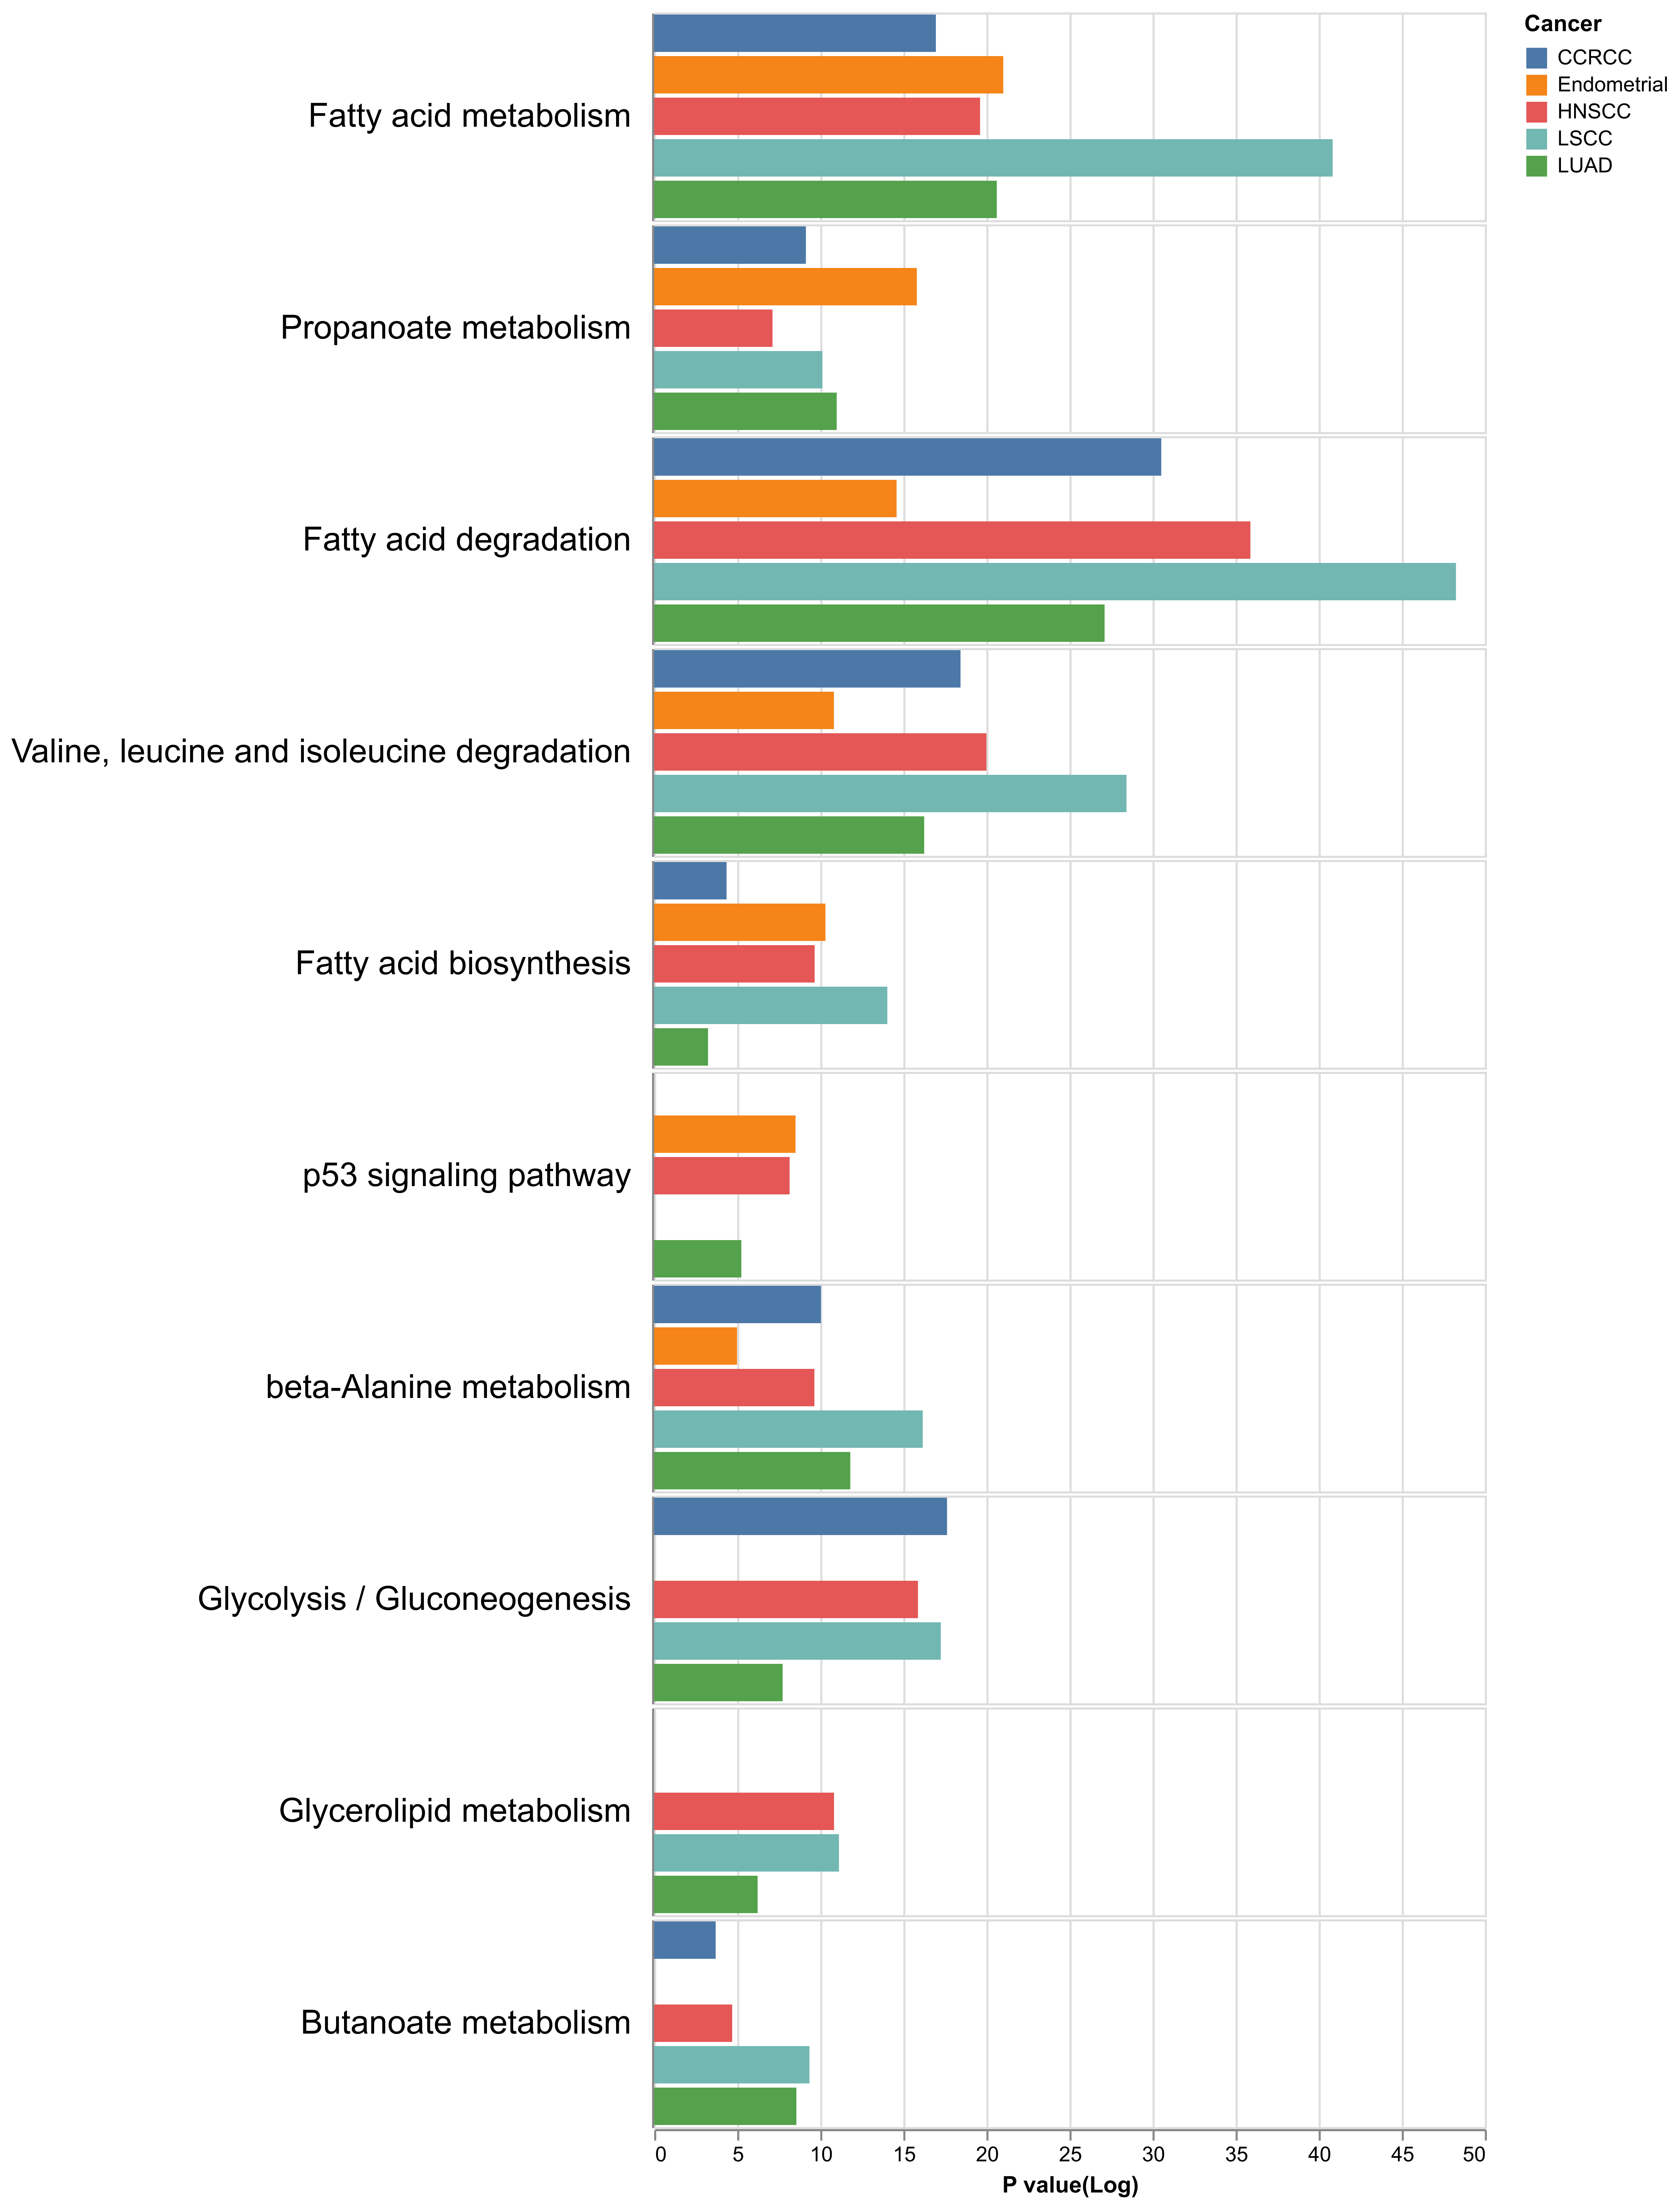 Cancer
CCRCC
Endometrial
HNSCC
LSCC
LUAD
Fatty acid metabolism
Propanoate metabolism
Fatty acid degradation
Valine, leucine and isoleucine degradation
Fatty acid biosynthesis
p53 signaling pathway
beta-Alanine metabolism
Glycolysis / Gluconeogenesis
Glycerolipid metabolism
Butanoate metabolism
0 5 10 15 20 25 30 35 40 45 50
P value(Log)